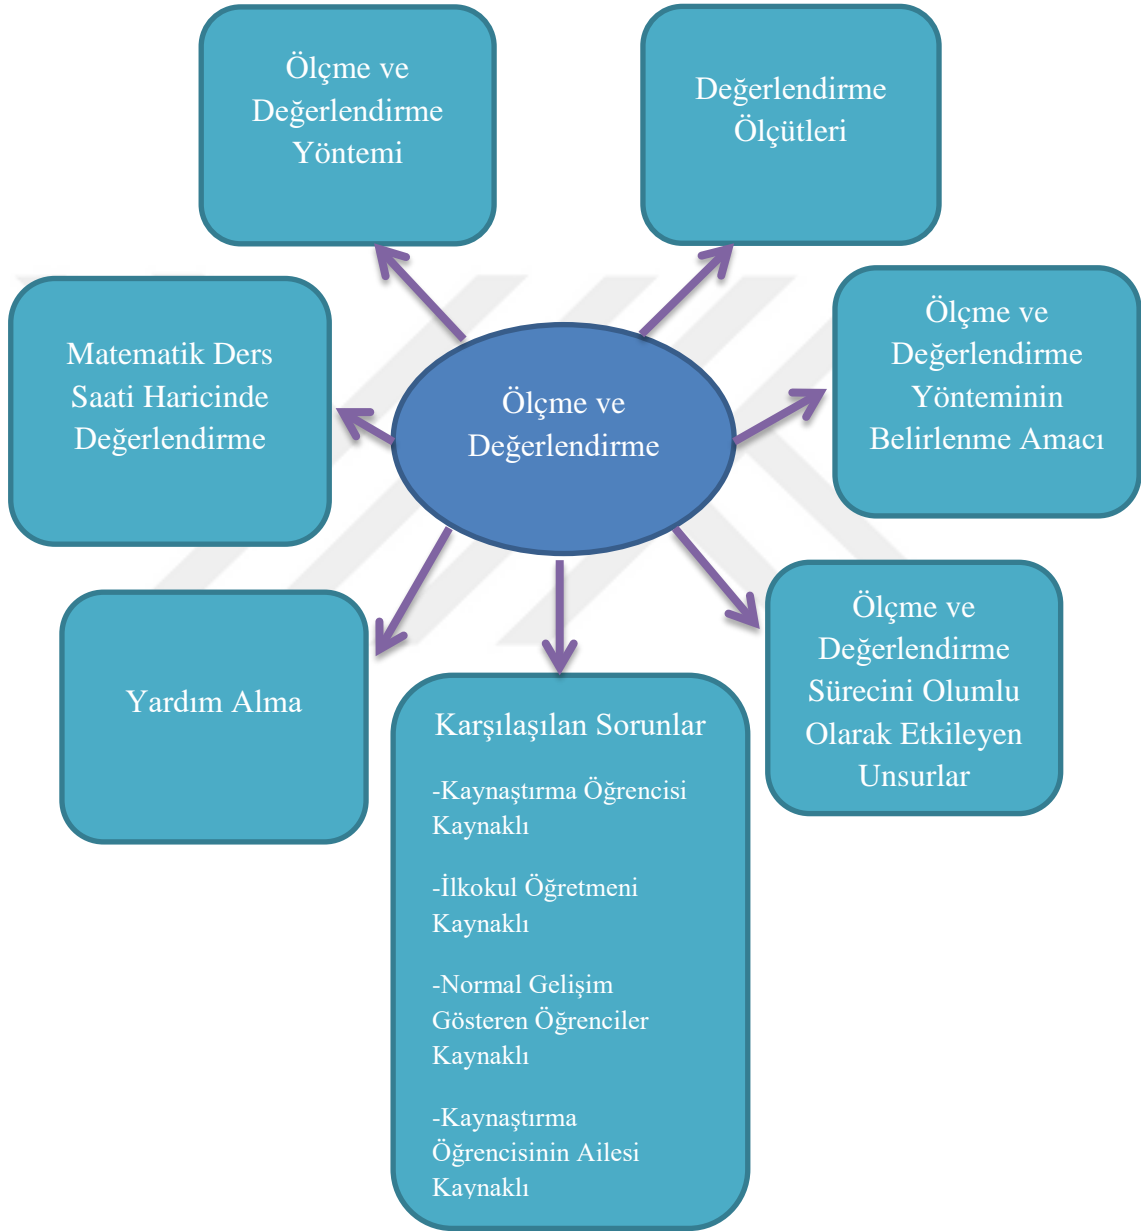 Ölçme ve
Değerlendirme
Yöntemi
Değerlendirme
Ölçütleri
Matematik Ders
Saati Haricinde
Değerlendirme
Ölçme ve
Değerlendirme
Ölçme ve
Değerlendirme
Yönteminin
Belirlenme Amacı
Yardım Alma
Karşılaşılan Sorunlar
-Kaynaştırma Öğrencisi
Kaynaklı
-İlkokul Öğretmeni
Kaynaklı
-Normal Gelişim
Gösteren Öğrenciler
Kaynaklı
-Kaynaştırma
Öğrencisinin Ailesi
Kaynaklı
Ölçme ve
Değerlendirme
Sürecini Olumlu
Olarak Etkileyen
Unsurlar